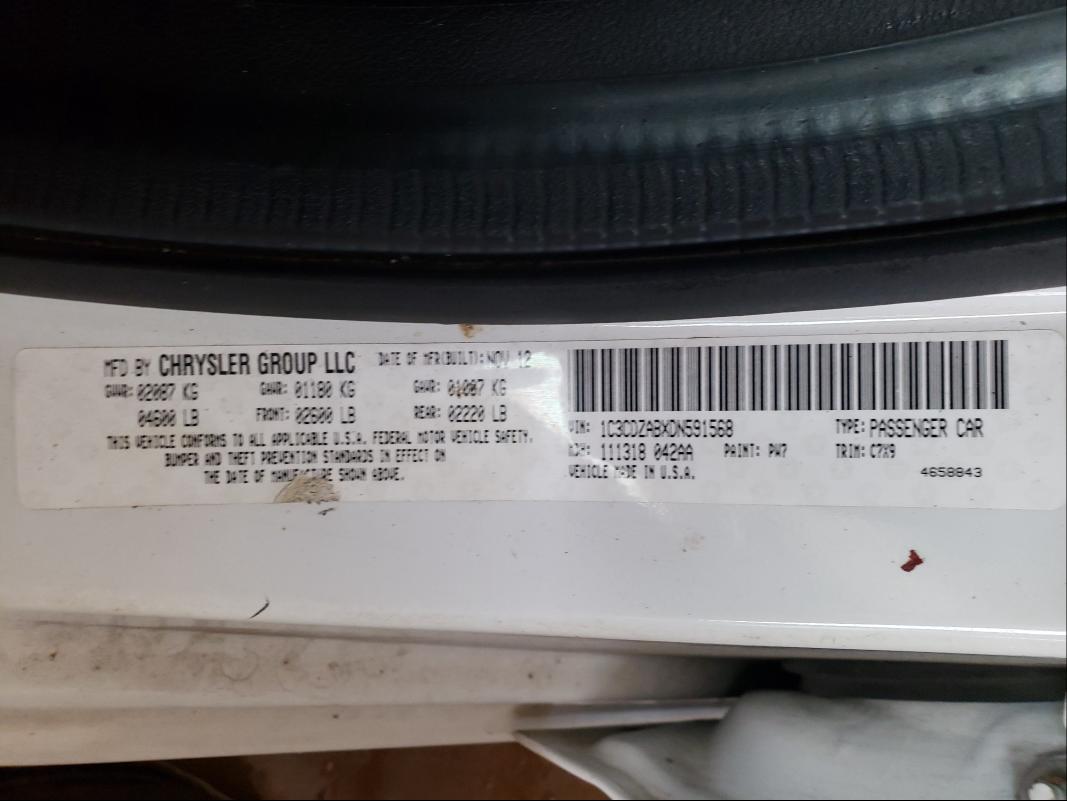 MFD BY CHRYSLER GROUP LLC DATE OF MFR(BUILT): NOV 12
GVWR: 02087 KG GAWR: 01180 KG GAWR: 01007 KG
04600 LB FRONT: 02600 LB REAR: 02220 LB
THIS VEHICLE CONFORMS TO ALL APPLICABLE U.S.A. FEDERAL MOTOR VEHICLE SAFETY,
BUMPER AND THEFT PREVENTION STANDARDS IN EFFECT ON
THE DATE OF MANUFACTURE SHOWN ABOVE.
VIN: 1C3CDZABXDN591568 TYPE: PASSENGER CAR
MDH: 111318 042AA PAINT: PW7 TRIM: C7X9
VEHICLE MADE IN U.S.A. 4658843